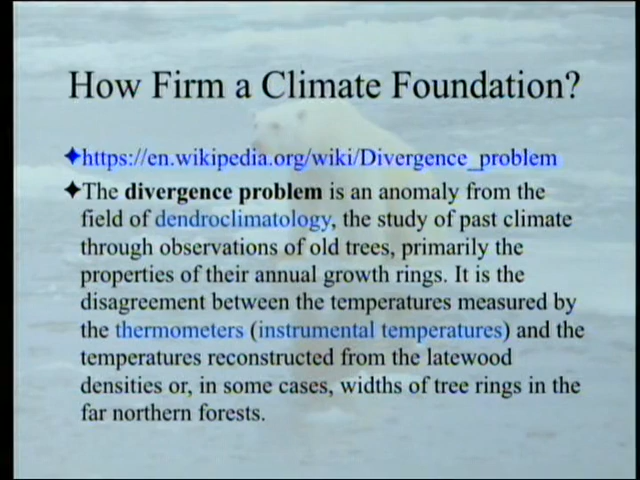 How Firm a Climate Foundation?
✦https://en.wikipedia.org/wiki/Divergence_problem
✦The divergence problem is an anomaly from the
field of dendroclimatology, the study of past climate
through observations of old trees, primarily the
properties of their annual growth rings. It is the
disagreement between the temperatures measured by
the thermometers (instrumental temperatures) and the
temperatures reconstructed from the latewood
densities or, in some cases, widths of tree rings in the
far northern forests.